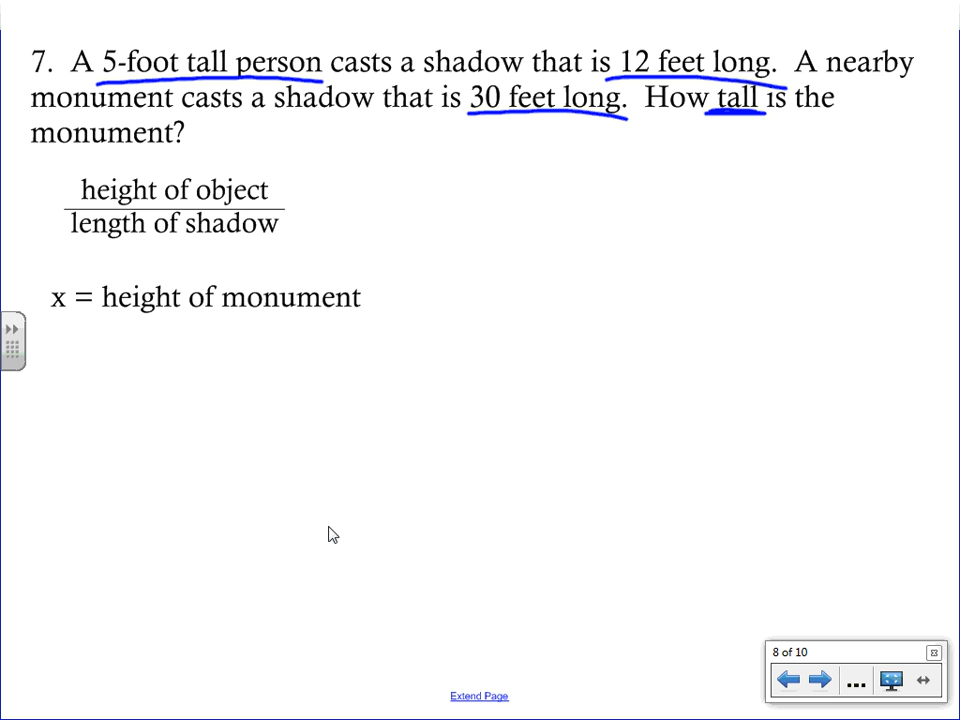 7. A 5-foot tall person casts a shadow that is 12 feet long. A nearby
monument casts a shadow that is 30 feet long. How tall is the
monument?
height of object
length of shadow
x = height of monument
8 of 10
...
Extend Page